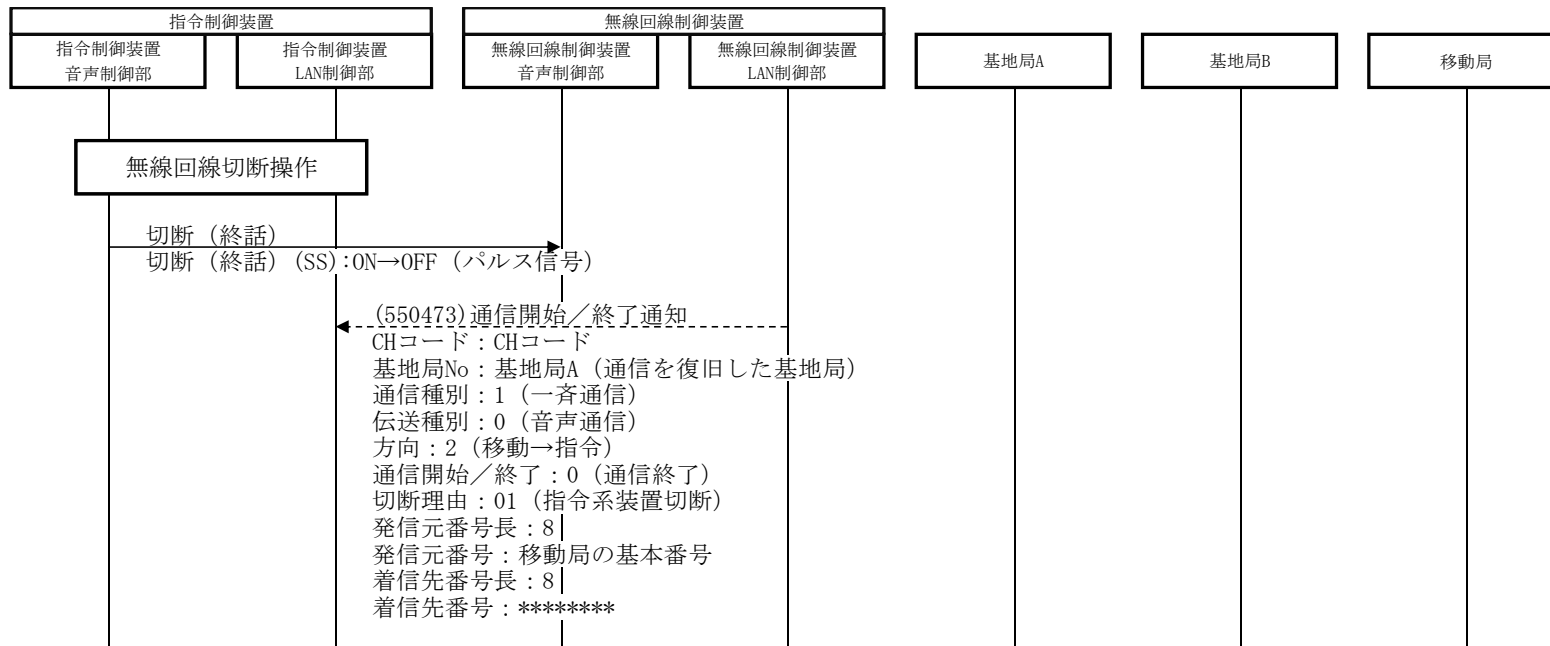 指令制御装置
無線回線制御装置
指令制御装置
音声制御部
指令制御装置
LAN制御部
無線回線制御装置
音声制御部
無線回線制御装置
LAN制御部
基地局A
基地局B
移動局
無線回線切断操作
切断（終話）
切断（終話）(SS):ON→OFF（パルス信号）
(550473)通信開始／終了通知
CHコード：CHコード
基地局No：基地局A（通信を復旧した基地局）
通信種別：1（一斉通信）
伝送種別：0（音声通信）
方向：2（移動→指令）
通信開始／終了：0（通信終了）
切断理由：01（指令系装置切断）
発信元番号長：8
発信元番号：移動局の基本番号
着信先番号長：8
着信先番号：********